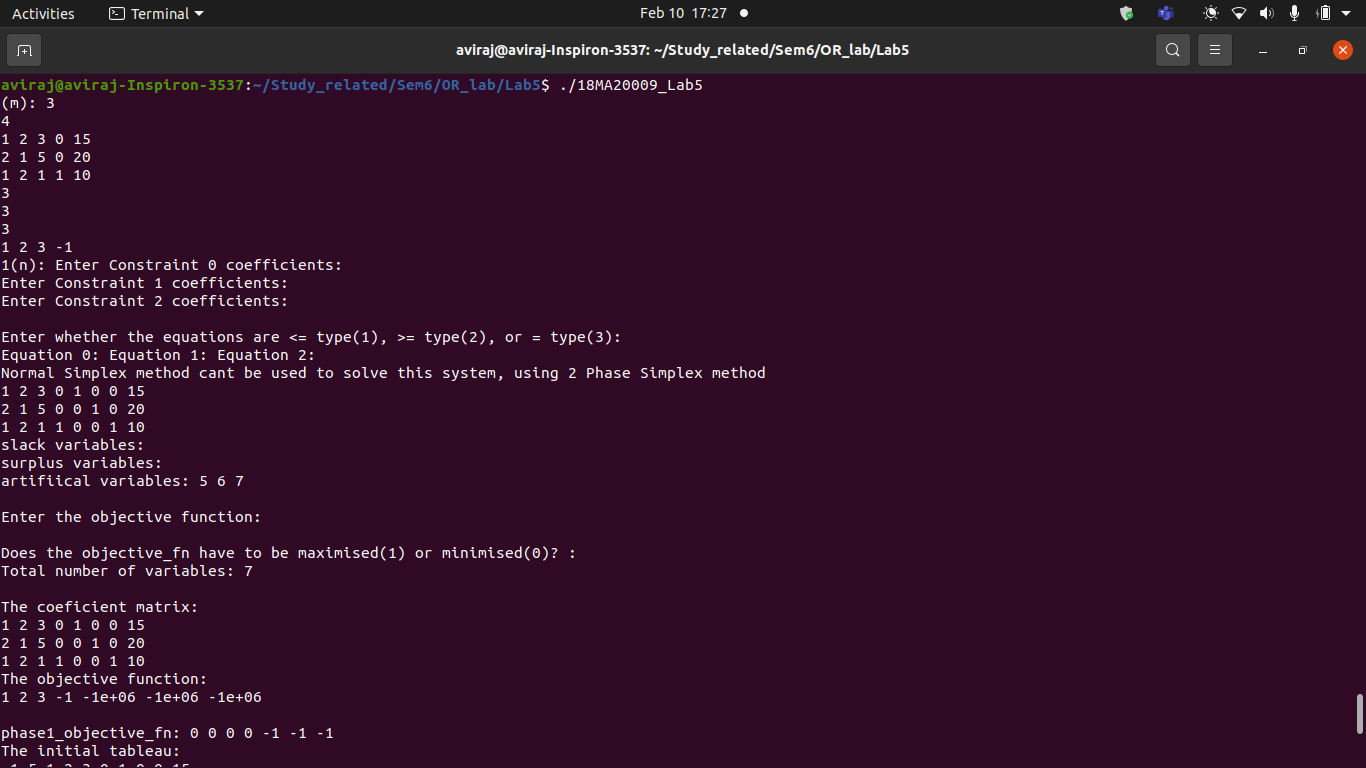 Activities Terminal Feb 10 17:27
aviraj@aviraj-Inspiron-3537: ~/Study_related/Sem6/OR_lab/Lab5
aviraj@aviraj-Inspiron-3537:~/Study_related/Sem6/OR_lab/Lab5$ ./18MA20009_Lab5
(m): 3
4
1 2 3 0 15
2 1 5 0 20
1 2 1 1 10
3
3
3
1 2 3 -1
1(n): Enter Constraint 0 coefficients:
Enter Constraint 1 coefficients:
Enter Constraint 2 coefficients:
Enter whether the equations are <= type(1), >= type(2), or = type(3):
Equation 0: Equation 1: Equation 2:
Normal Simplex method cant be used to solve this system, using 2 Phase Simplex method
1 2 3 0 1 0 0 15
2 1 5 0 0 1 0 20
1 2 1 1 0 0 1 10
slack variables:
surplus variables:
artifiical variables: 5 6 7
Enter the objective function:
Does the objective_fn have to be maximised(1) or minimised(0)? :
Total number of variables: 7
The coeficient matrix:
1 2 3 0 1 0 0 15
2 1 5 0 0 1 0 20
1 2 1 1 0 0 1 10
The objective function:
1 2 3 -1 -1e+06 -1e+06 -1e+06
phase1_objective_fn: 0 0 0 0 -1 -1 -1
The initial tableau: